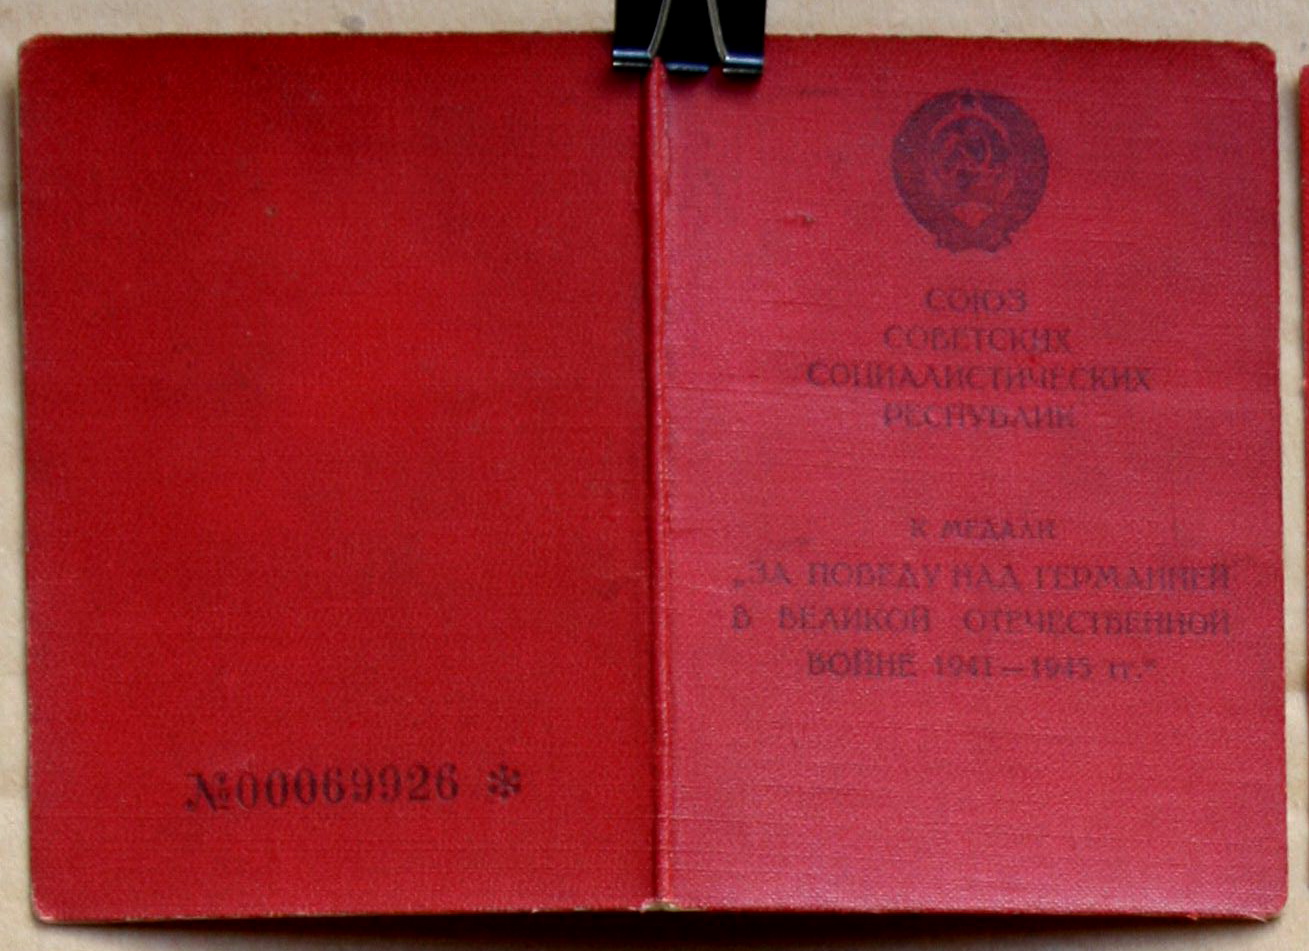 №00069926 *
СОЮЗ
СОВЕТСКИХ
СОЦИАЛИСТИЧЕСКИХ
РЕСПУБЛИК
К МЕДАЛИ
„ЗА ПОБЕДУ НАД ГЕРМАНИЕЙ
В ВЕЛИКОЙ ОТЕЧЕСТВЕННОЙ
ВОЙНЕ 1941—1945 гг.“